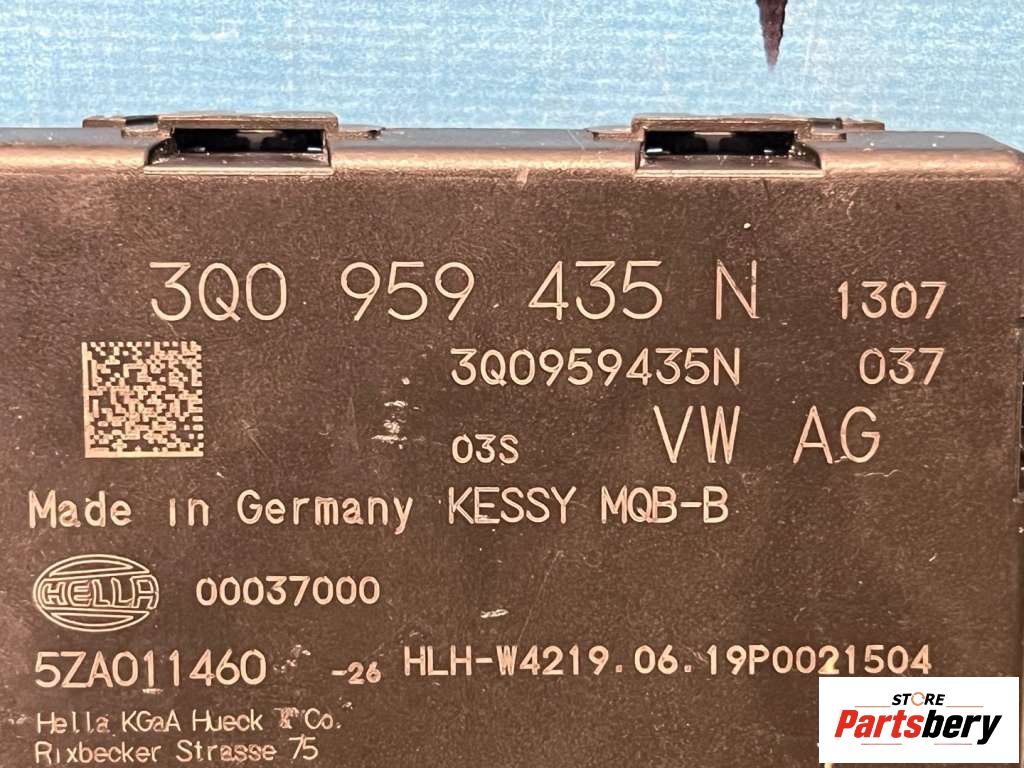 3Q0 959 435 N 1307
3Q0959435N 037
03S VW AG
Made in Germany KESSY MQB-B
HELLA 00037000
5ZA011460 -26 HLH-W4219.06.19P0021504
Hella KGaA Hueck & Co.
Rixbecker Strasse 75
STORE
Partsbery